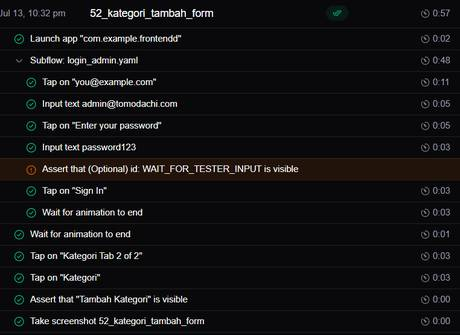 Jul 13, 10:32 pm 52_kategori_tambah_form 0:57
Launch app "com.example.frontendd" 0:02
Subflow: login_admin.yaml 0:48
Tap on "you@example.com" 0:11
Input text admin@tomodachi.com 0:05
Tap on "Enter your password" 0:05
Input text password123 0:03
Assert that (Optional) id: WAIT_FOR_TESTER_INPUT is visible
Tap on "Sign In" 0:03
Wait for animation to end 0:03
Wait for animation to end 0:01
Tap on "Kategori Tab 2 of 2" 0:03
Tap on "Kategori" 0:03
Assert that "Tambah Kategori" is visible 0:00
Take screenshot 52_kategori_tambah_form 0:00